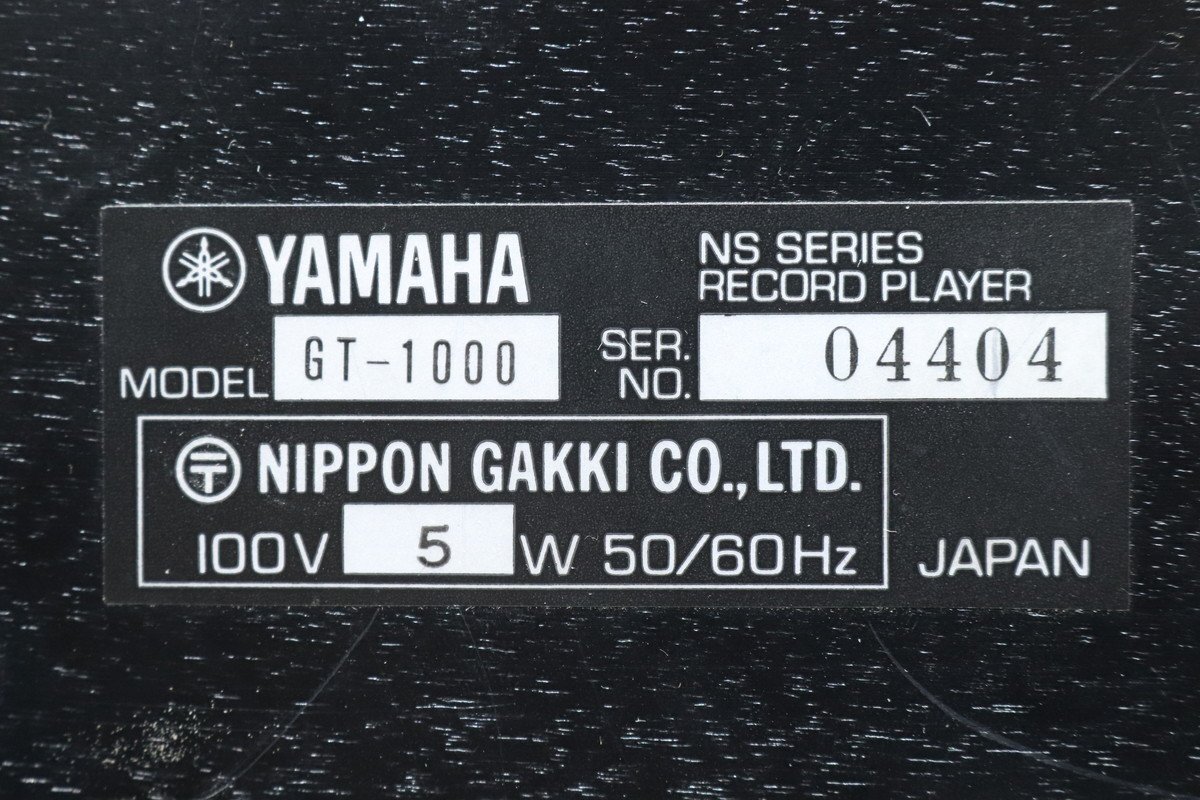 YAMAHA
NS SERIES
RECORD PLAYER
MODEL GT-1000
SER. NO. 04404
〒 NIPPON GAKKI CO., LTD.
100V 5 W 50/60Hz
JAPAN